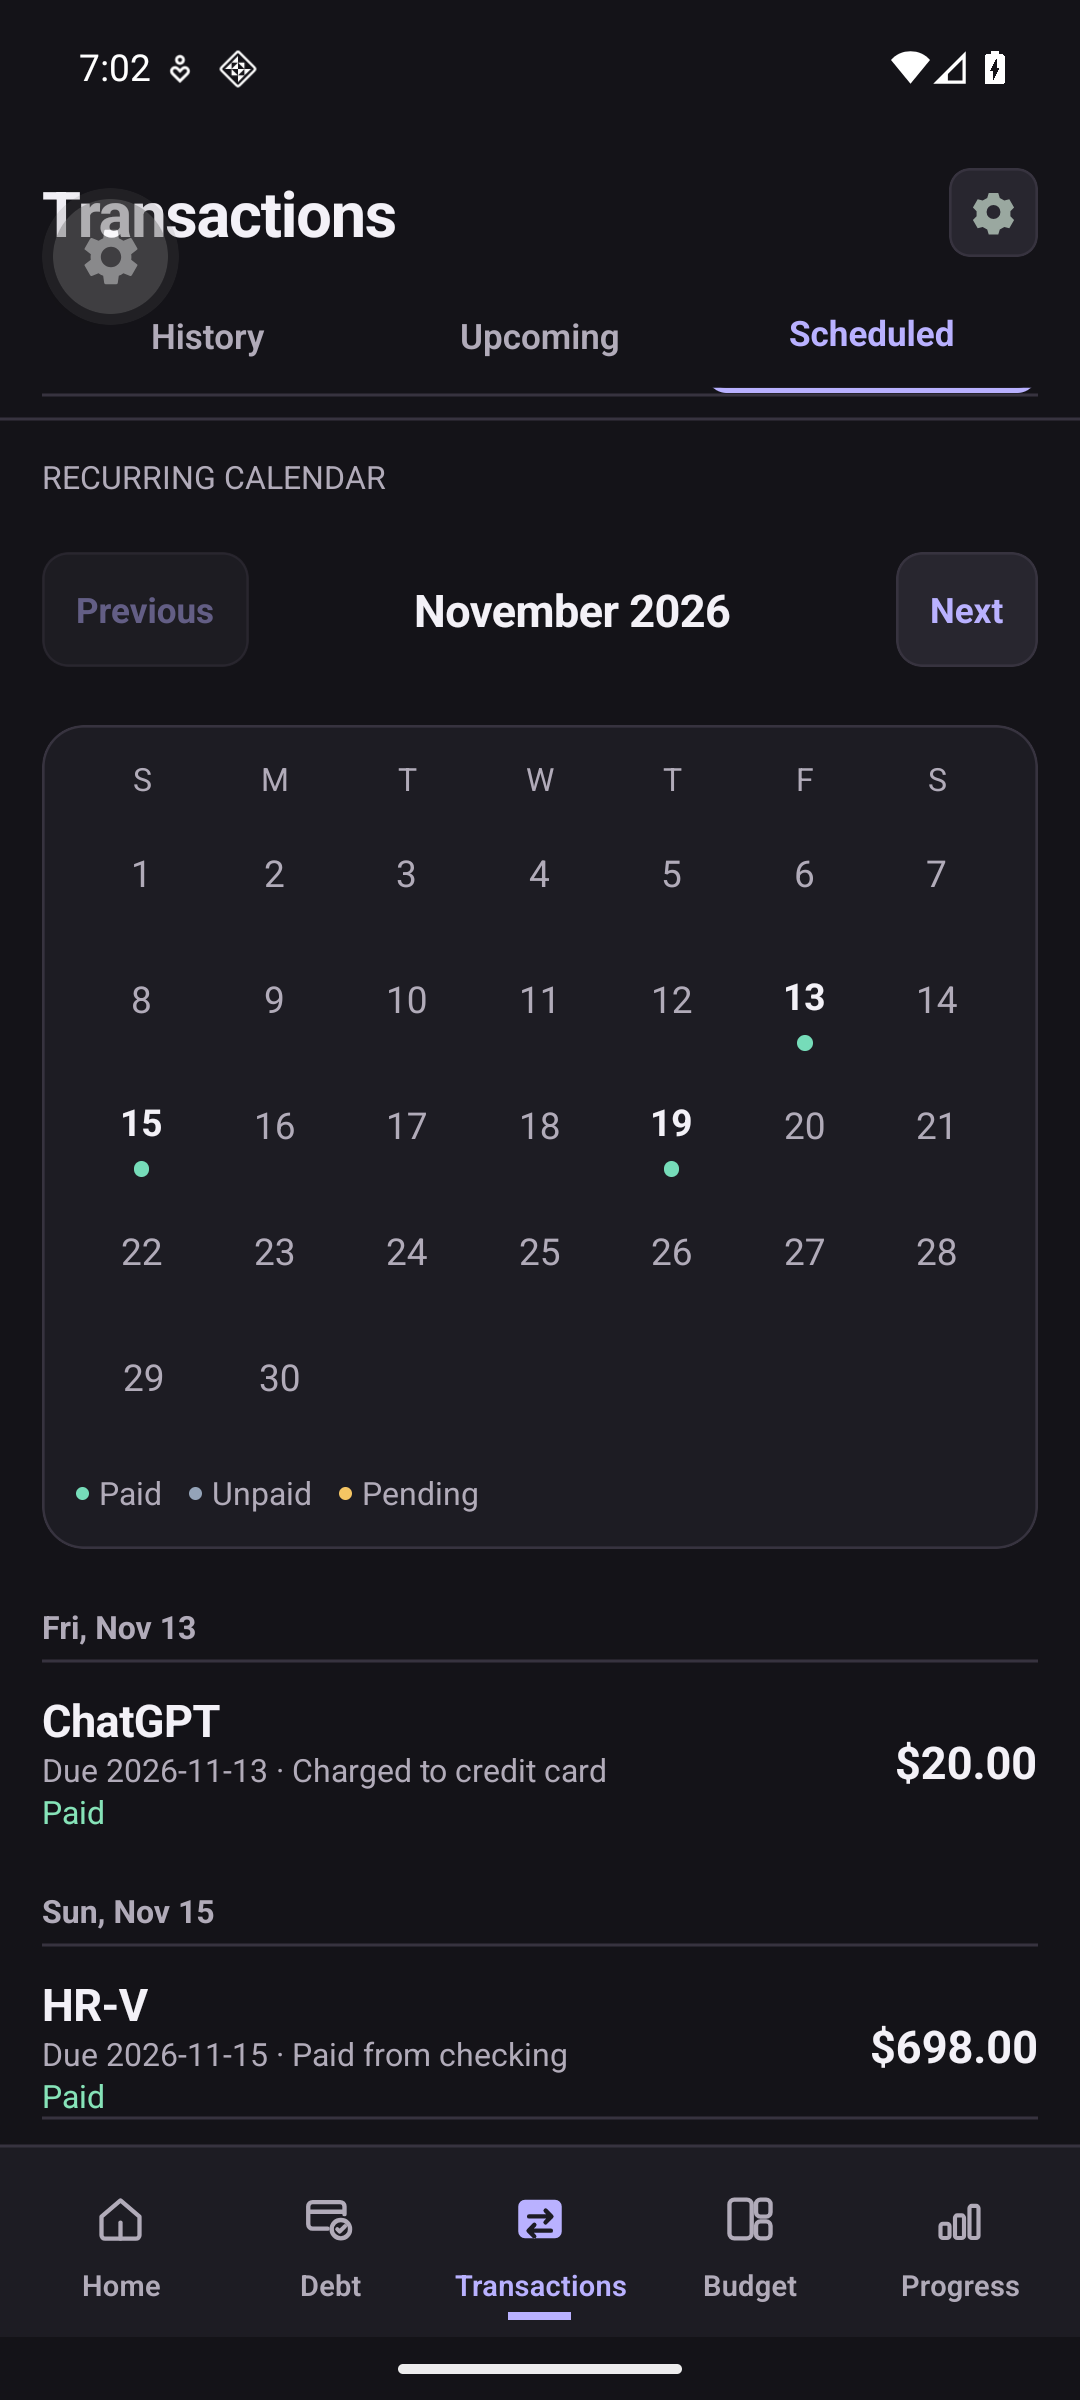 7:02
Transactions
History Upcoming Scheduled
RECURRING CALENDAR
Previous November 2026 Next
S M T W T F S
1 2 3 4 5 6 7
8 9 10 11 12 13 14
15 16 17 18 19 20 21
22 23 24 25 26 27 28
29 30
Paid Unpaid Pending
Fri, Nov 13
ChatGPT
Due 2026-11-13 · Charged to credit card
$20.00
Paid
Sun, Nov 15
HR-V
Due 2026-11-15 · Paid from checking
$698.00
Paid
Home Debt Transactions Budget Progress